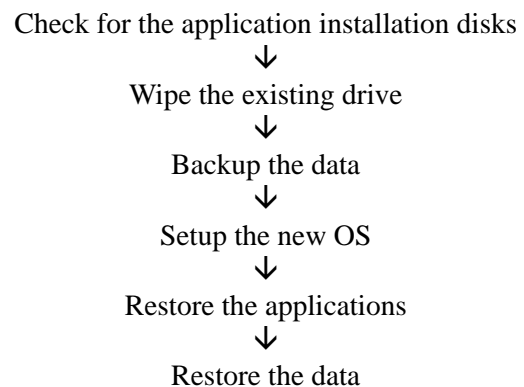 Check for the application installation disks
Wipe the existing drive
Backup the data
Setup the new OS
Restore the applications
Restore the data